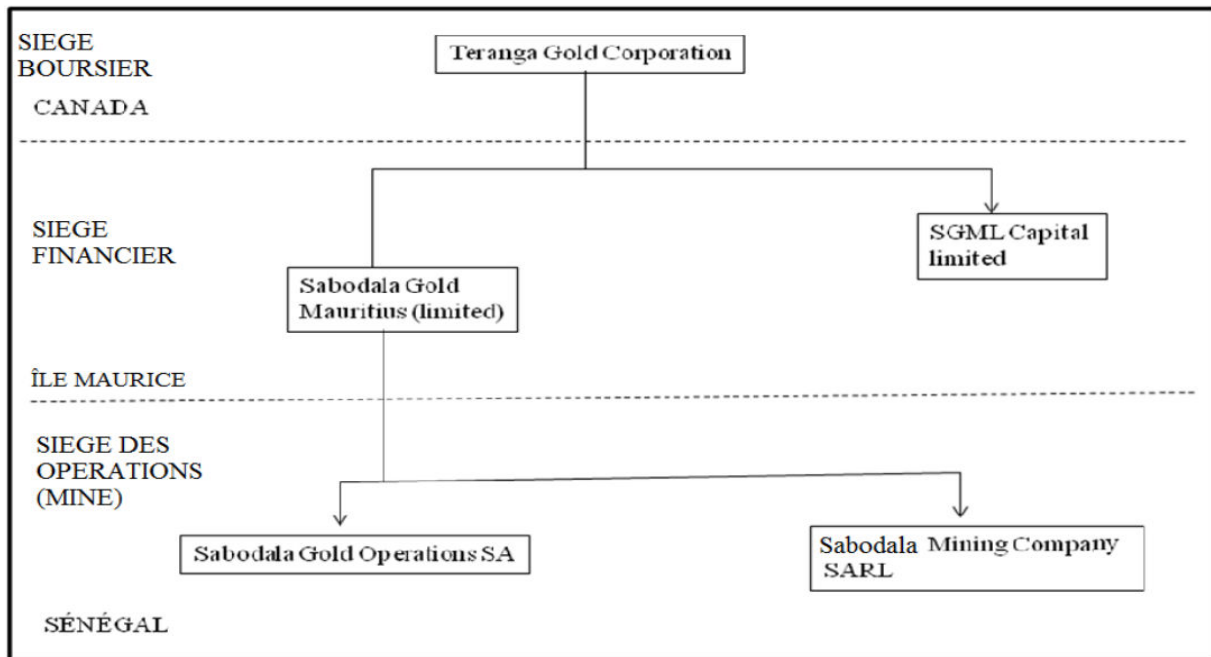 SIEGE
BOURSIER
Teranga Gold Corporation
CANADA
SIEGE
FINANCIER
SGML Capital
limited
Sabodala Gold
Mauritius (limited)
ÎLE MAURICE
SIEGE DES
OPERATIONS
(MINE)
Sabodala Gold Operations SA
Sabodala Mining Company
SARL
SÉNÉGAL